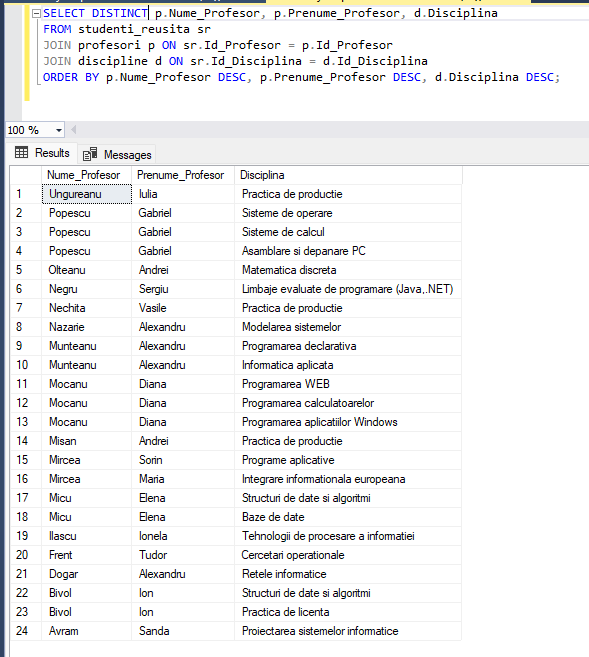 SELECT DISTINCT p.Nume_Profesor, p.Prenume_Profesor, d.Disciplina
FROM studenti_reusita sr
JOIN profesori p ON sr.Id_Profesor = p.Id_Profesor
JOIN discipline d ON sr.Id_Disciplina = d.Id_Disciplina
ORDER BY p.Nume_Profesor DESC, p.Prenume_Profesor DESC, d.Disciplina DESC;
100 %
Results Messages
Nume_Profesor Prenume_Profesor Disciplina
1 Ungureanu Iulia Practica de productie
2 Popescu Gabriel Sisteme de operare
3 Popescu Gabriel Sisteme de calcul
4 Popescu Gabriel Asamblare si depanare PC
5 Olteanu Andrei Matematica discreta
6 Negru Sergiu Limbaje evaluate de programare (Java,.NET)
7 Nechita Vasile Practica de productie
8 Nazarie Alexandru Modelarea sistemelor
9 Munteanu Alexandru Programarea declarativa
10 Munteanu Alexandru Informatica aplicata
11 Mocanu Diana Programarea WEB
12 Mocanu Diana Programarea calculatoarelor
13 Mocanu Diana Programarea aplicatiilor Windows
14 Misan Andrei Practica de productie
15 Mircea Sorin Programe aplicative
16 Mircea Maria Integrare informationala europeana
17 Micu Elena Structuri de date si algoritmi
18 Micu Elena Baze de date
19 Ilascu Ionela Tehnologii de procesare a informatiei
20 Frent Tudor Cercetari operationale
21 Dogar Alexandru Retele informatice
22 Bivol Ion Structuri de date si algoritmi
23 Bivol Ion Practica de licenta
24 Avram Sanda Proiectarea sistemelor informatice